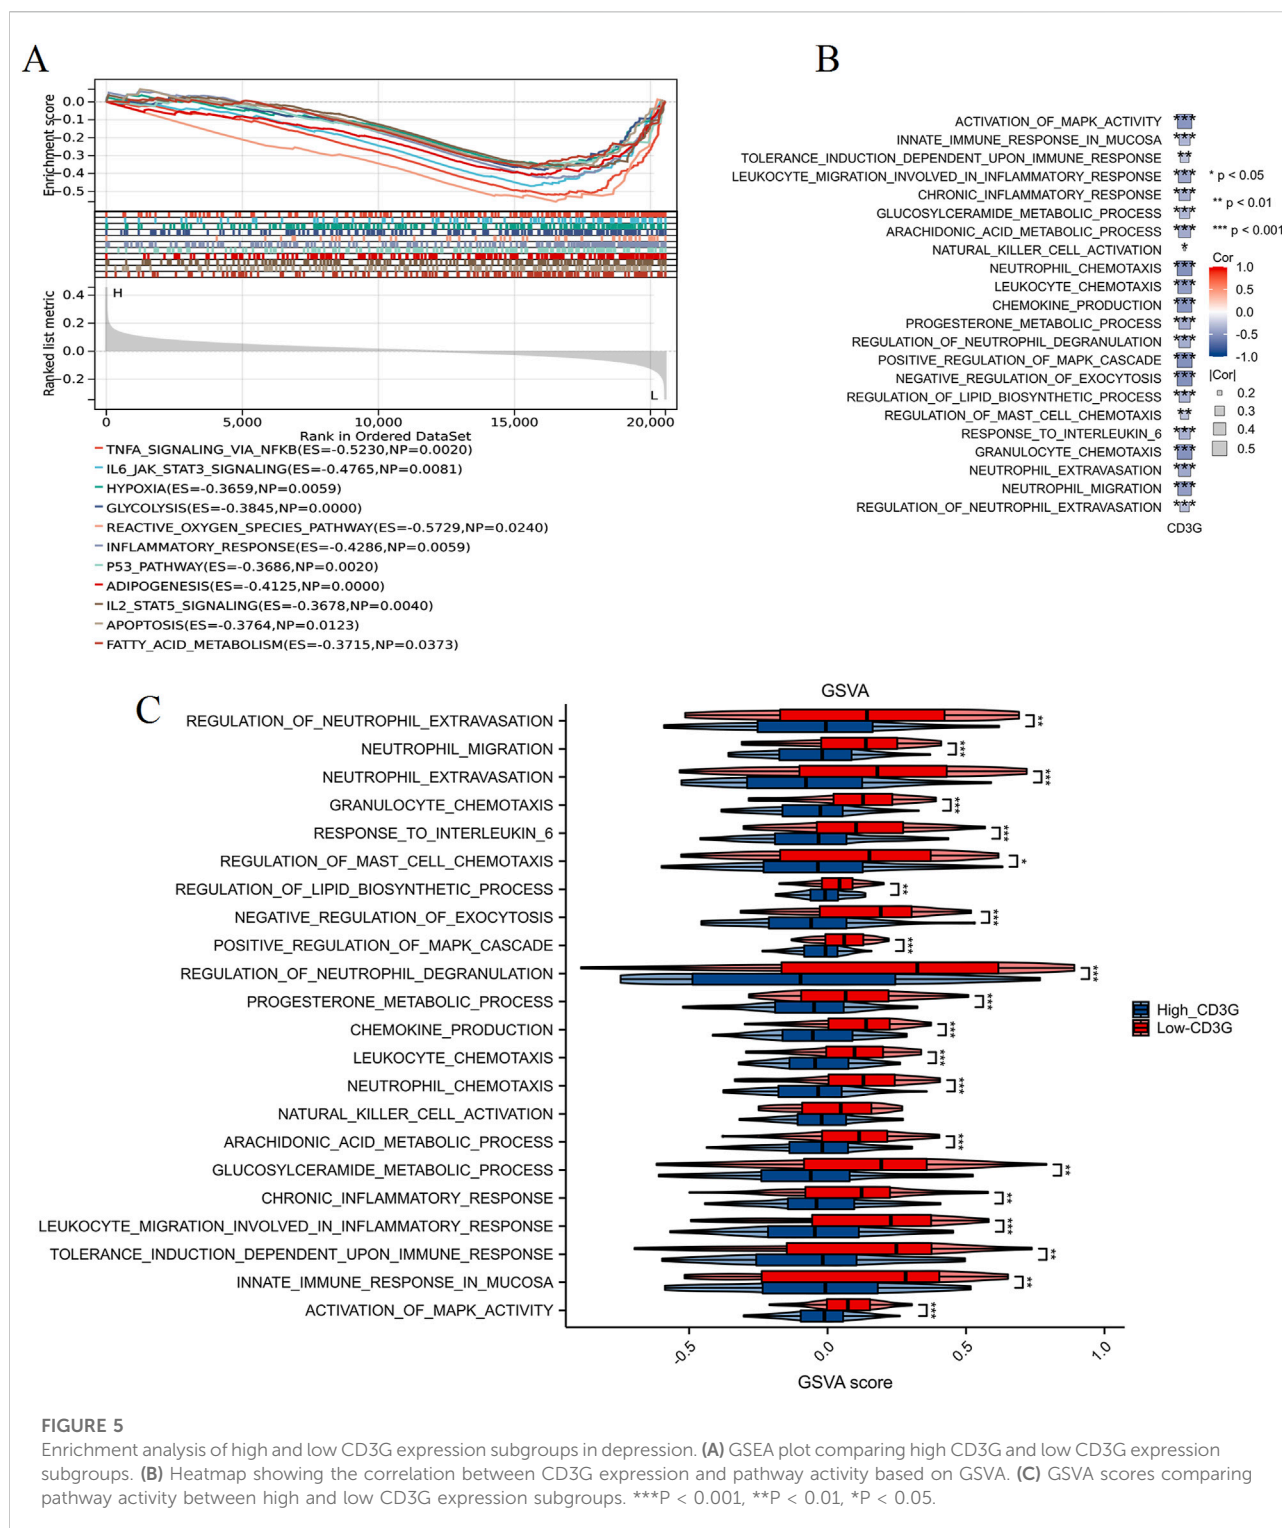 A
Enrichment score
0.0
-0.1
-0.2
-0.3
-0.4
-0.5
Ranked list metric
0.4
0.2
0.0
-0.2
H
L
0
5,000
10,000
15,000
20,000
Rank in Ordered DataSet
TNFA_SIGNALING_VIA_NFKB(ES=-0.5230,NP=0.0020)
IL6_JAK_STAT3_SIGNALING(ES=-0.4765,NP=0.0081)
HYPOXIA(ES=-0.3659,NP=0.0059)
GLYCOLYSIS(ES=-0.3845,NP=0.0000)
REACTIVE_OXYGEN_SPECIES_PATHWAY(ES=-0.5729,NP=0.0240)
INFLAMMATORY_RESPONSE(ES=-0.4286,NP=0.0059)
P53_PATHWAY(ES=-0.3686,NP=0.0020)
ADIPOGENESIS(ES=-0.4125,NP=0.0000)
IL2_STAT5_SIGNALING(ES=-0.3678,NP=0.0040)
APOPTOSIS(ES=-0.3764,NP=0.0123)
FATTY_ACID_METABOLISM(ES=-0.3715,NP=0.0373)
B
ACTIVATION_OF_MAPK_ACTIVITY ***
INNATE_IMMUNE_RESPONSE_IN_MUCOSA ***
TOLERANCE_INDUCTION_DEPENDENT_UPON_IMMUNE_RESPONSE **
LEUKOCYTE_MIGRATION_INVOLVED_IN_INFLAMMATORY_RESPONSE ***
CHRONIC_INFLAMMATORY_RESPONSE ***
GLUCOSYLCERAMIDE_METABOLIC_PROCESS ***
ARACHIDONIC_ACID_METABOLIC_PROCESS ***
NATURAL_KILLER_CELL_ACTIVATION *
NEUTROPHIL_CHEMOTAXIS ***
LEUKOCYTE_CHEMOTAXIS ***
CHEMOKINE_PRODUCTION ***
PROGESTERONE_METABOLIC_PROCESS ***
REGULATION_OF_NEUTROPHIL_DEGRANULATION ***
POSITIVE_REGULATION_OF_MAPK_CASCADE ***
NEGATIVE_REGULATION_OF_EXOCYTOSIS ***
REGULATION_OF_LIPID_BIOSYNTHETIC_PROCESS ***
REGULATION_OF_MAST_CELL_CHEMOTAXIS **
RESPONSE_TO_INTERLEUKIN_6 ***
GRANULOCYTE_CHEMOTAXIS ***
NEUTROPHIL_EXTRAVASATION ***
NEUTROPHIL_MIGRATION ***
REGULATION_OF_NEUTROPHIL_EXTRAVASATION ***
CD3G
* p < 0.05
** p < 0.01
*** p < 0.001
Cor
1.0
0.5
0.0
-0.5
-1.0
|Cor|
0.2
0.3
0.4
0.5
C
GSVA
REGULATION_OF_NEUTROPHIL_EXTRAVASATION **
NEUTROPHIL_MIGRATION ***
NEUTROPHIL_EXTRAVASATION ***
GRANULOCYTE_CHEMOTAXIS ***
RESPONSE_TO_INTERLEUKIN_6 ***
REGULATION_OF_MAST_CELL_CHEMOTAXIS *
REGULATION_OF_LIPID_BIOSYNTHETIC_PROCESS **
NEGATIVE_REGULATION_OF_EXOCYTOSIS ***
POSITIVE_REGULATION_OF_MAPK_CASCADE ***
REGULATION_OF_NEUTROPHIL_DEGRANULATION ***
PROGESTERONE_METABOLIC_PROCESS ***
CHEMOKINE_PRODUCTION ***
LEUKOCYTE_CHEMOTAXIS ***
NEUTROPHIL_CHEMOTAXIS ***
NATURAL_KILLER_CELL_ACTIVATION
ARACHIDONIC_ACID_METABOLIC_PROCESS ***
GLUCOSYLCERAMIDE_METABOLIC_PROCESS **
CHRONIC_INFLAMMATORY_RESPONSE **
LEUKOCYTE_MIGRATION_INVOLVED_IN_INFLAMMATORY_RESPONSE ***
TOLERANCE_INDUCTION_DEPENDENT_UPON_IMMUNE_RESPONSE **
INNATE_IMMUNE_RESPONSE_IN_MUCOSA **
ACTIVATION_OF_MAPK_ACTIVITY ***
High_CD3G
Low-CD3G
-0.5
0.0
0.5
1.0
GSVA score
FIGURE 5
Enrichment analysis of high and low CD3G expression subgroups in depression. (A) GSEA plot comparing high CD3G and low CD3G expression
subgroups. (B) Heatmap showing the correlation between CD3G expression and pathway activity based on GSVA. (C) GSVA scores comparing
pathway activity between high and low CD3G expression subgroups. ***P < 0.001, **P < 0.01, *P < 0.05.